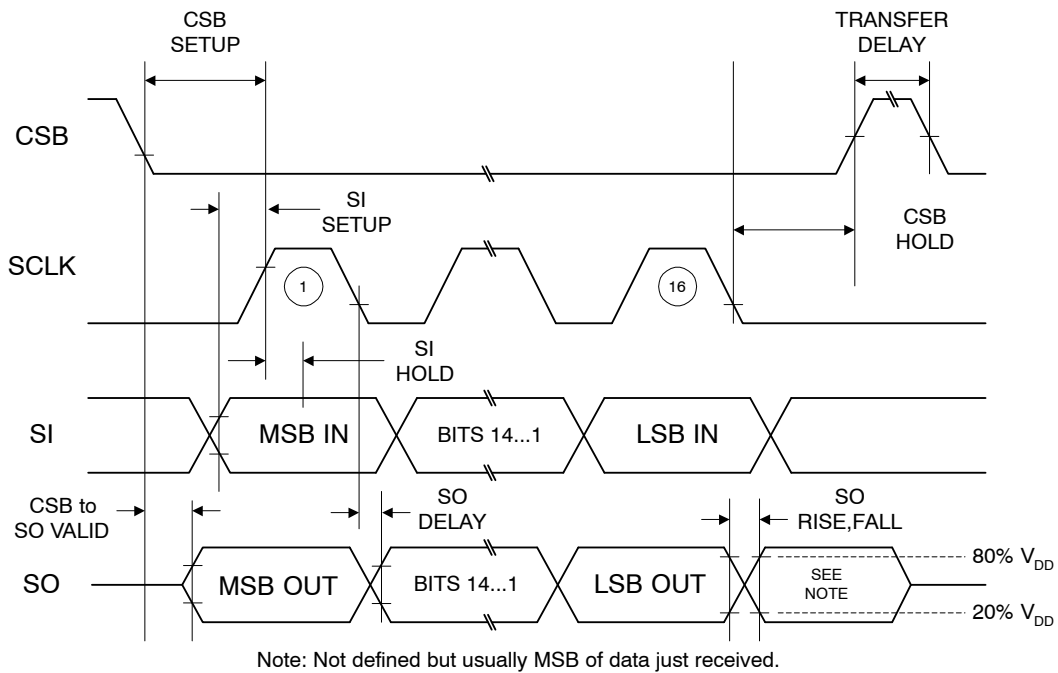 CSB
SETUP
TRANSFER
DELAY
CSB
SI
SETUP
CSB
HOLD
SCLK
1
16
SI
HOLD
SI
MSB IN
BITS 14...1
LSB IN
CSB to
SO VALID
SO
DELAY
SO
RISE,FALL
SO
MSB OUT
BITS 14...1
LSB OUT
SEE
NOTE
80% VDD
20% VDD
Note: Not defined but usually MSB of data just received.